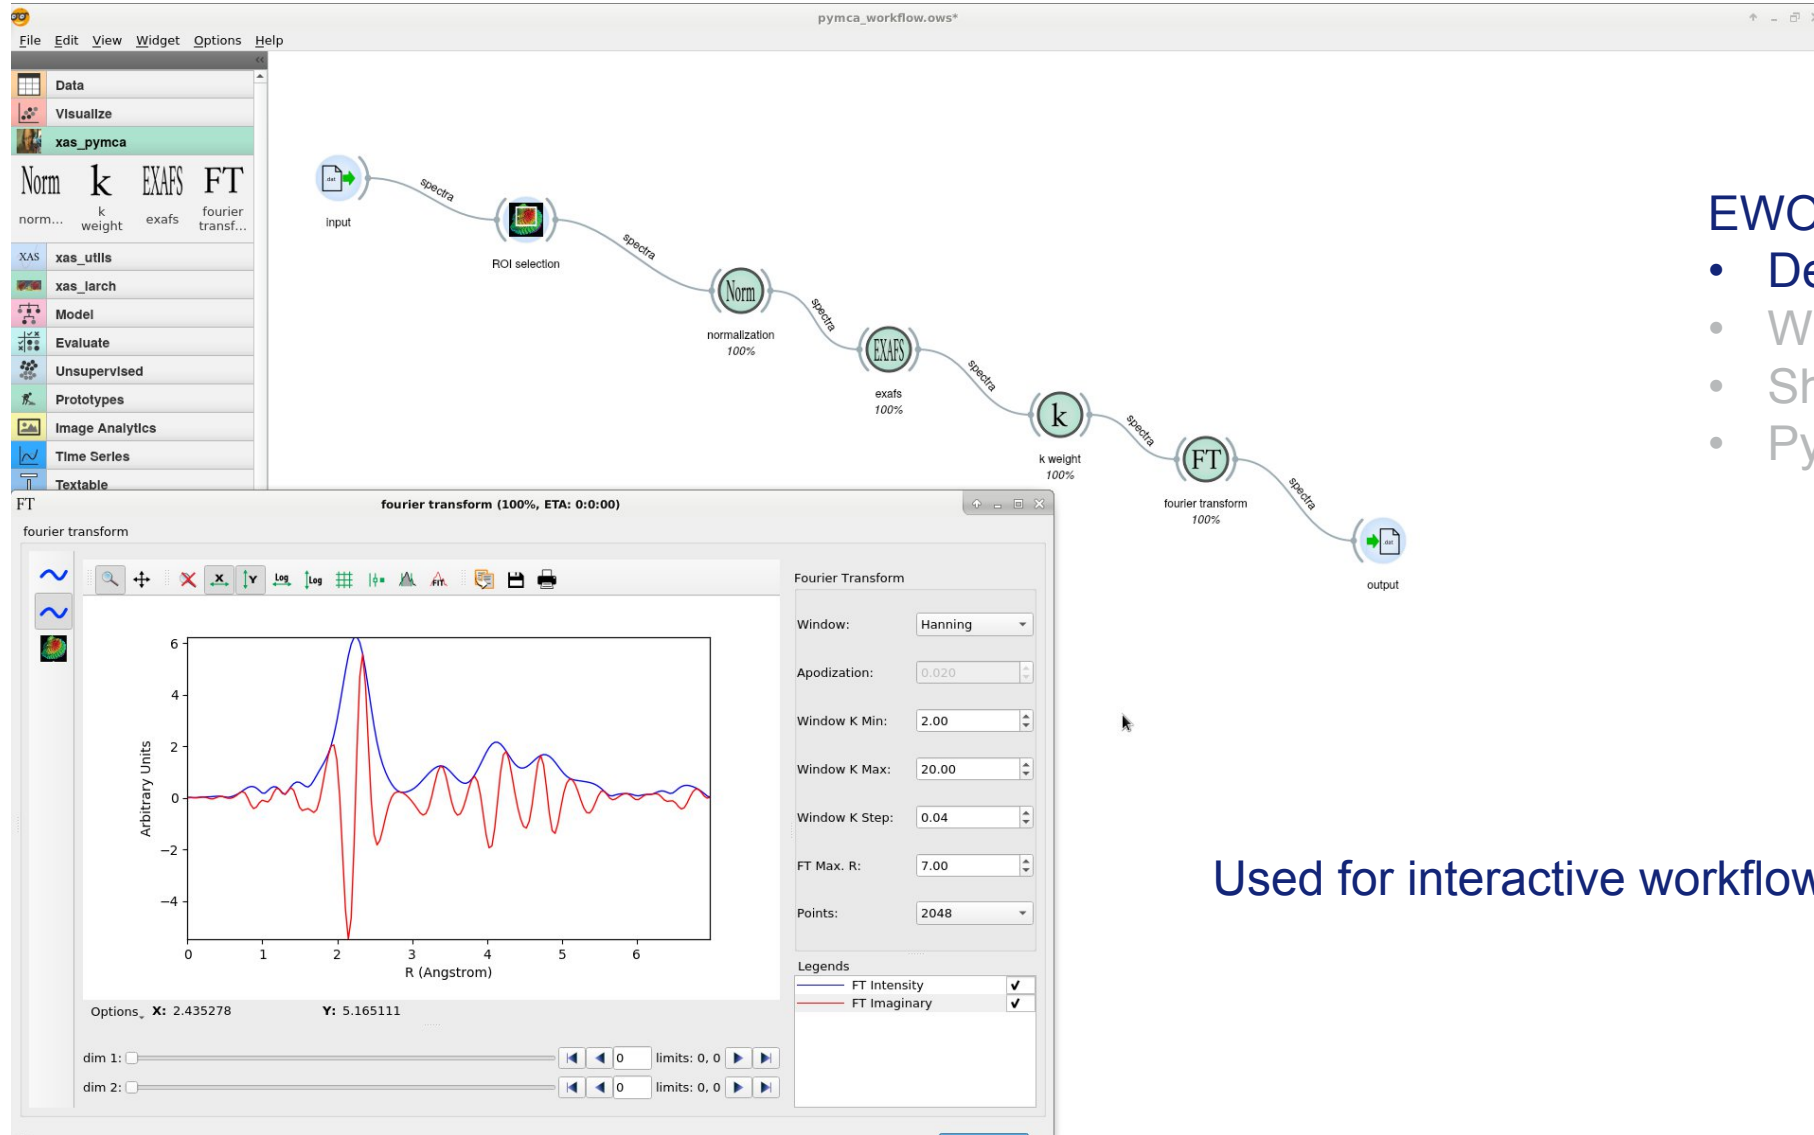 pymca_workflow.ows*
File Edit View Widget Options Help
Data
Visualize
xas_pymca
Norm k EXAFS FT
norm... k weight exafs fourier transf...
XAS xas_utils
xas_larch
Model
Evaluate
Unsupervised
Prototypes
Image Analytics
Time Series
Textable
dat
input
spectra
ROI selection
spectra
Norm
normalization
100%
spectra
EXAFS
exafs
100%
spectra
k
k weight
100%
spectra
FT
fourier transform
100%
spectra
dat
output
EWO
• De
• W
• Sh
• Py
Used for interactive workflow
FT fourier transform (100%, ETA: 0:0:00)
fourier transform
X Y Log Log FIT
6
4
2
0
−2
−4
Arbitrary Units
0 1 2 3 4 5 6
R (Angstrom)
Options X: 2.435278 Y: 5.165111
dim 1: 0 limits: 0, 0
dim 2: 0 limits: 0, 0
Fourier Transform
Window: Hanning
Apodization: 0.020
Window K Min: 2.00
Window K Max: 20.00
Window K Step: 0.04
FT Max. R: 7.00
Points: 2048
Legends
FT Intensity
FT Imaginary